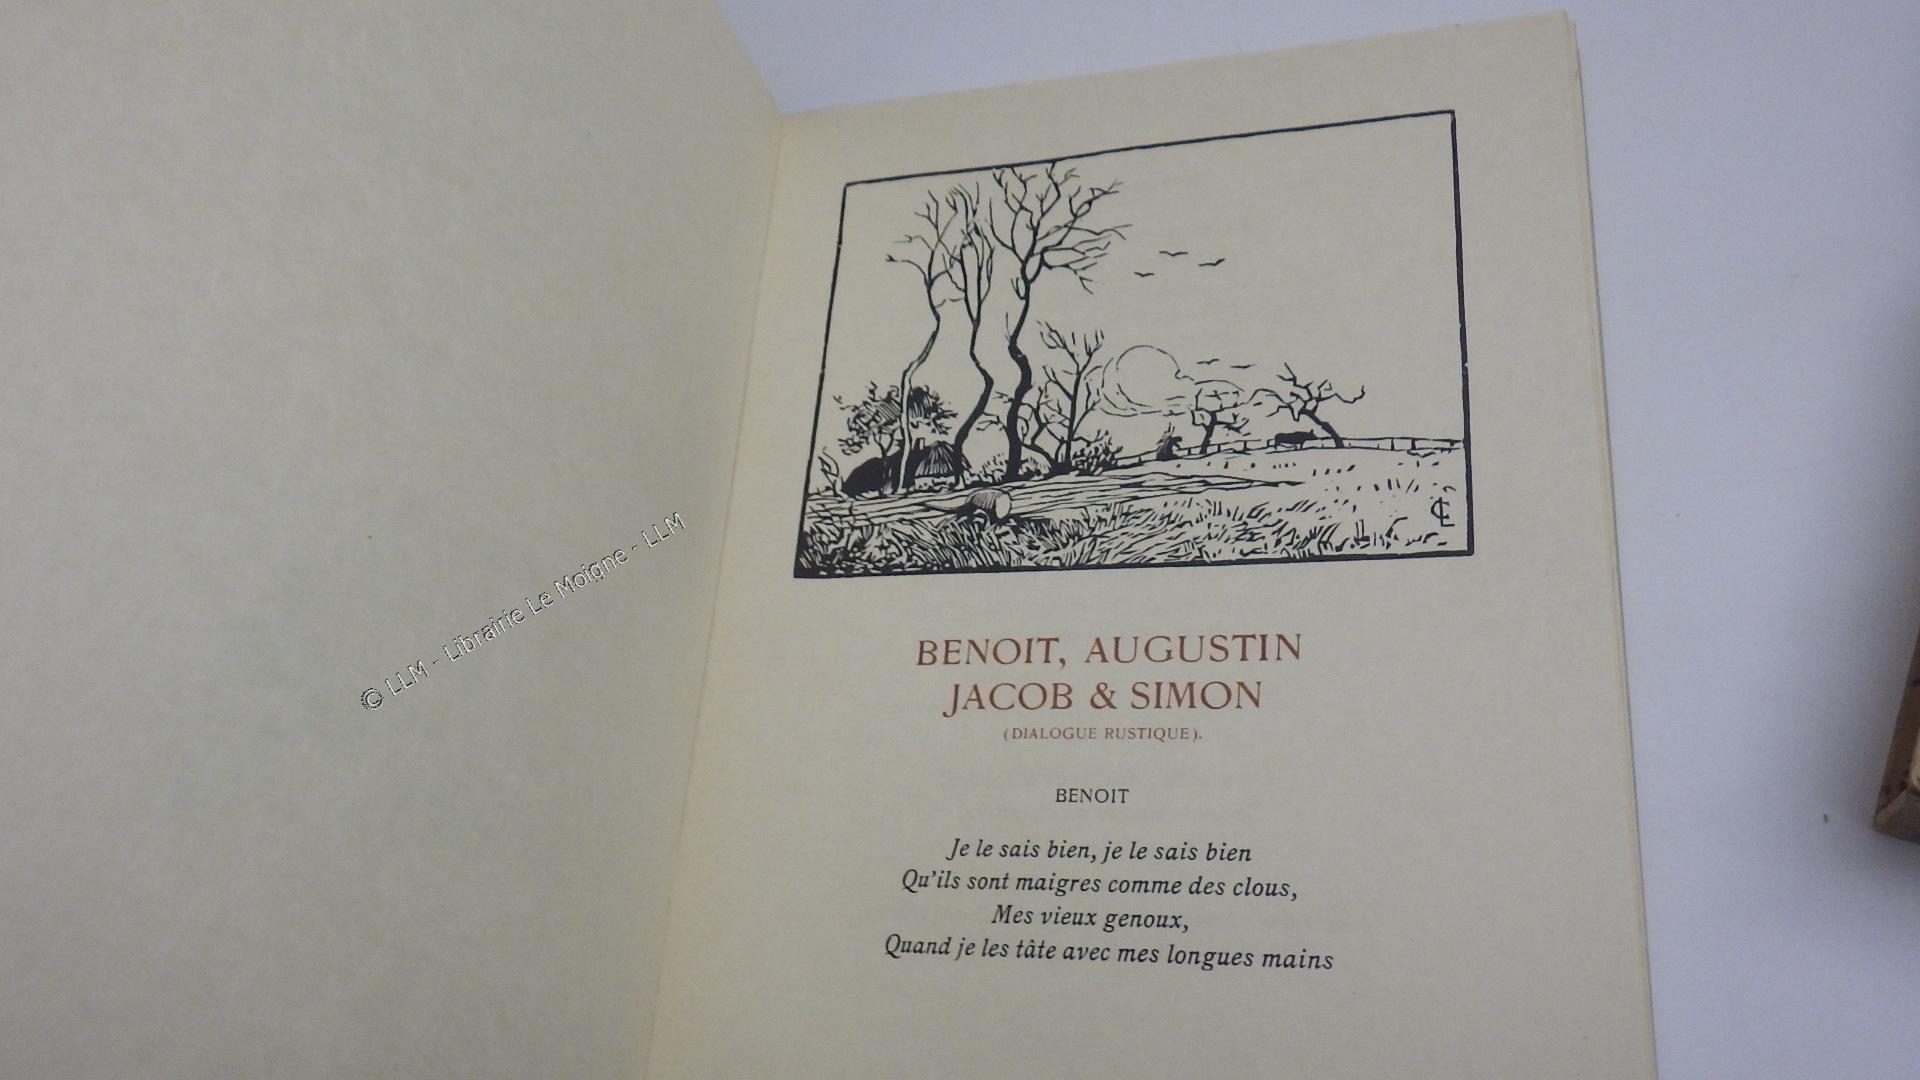 © LLM - Librairie Le Moigne - LLM
CL
BENOIT, AUGUSTIN
JACOB & SIMON
(DIALOGUE RUSTIQUE).
BENOIT
Je le sais bien, je le sais bien
Qu'ils sont maigres comme des clous,
Mes vieux genoux,
Quand je les tâte avec mes longues mains